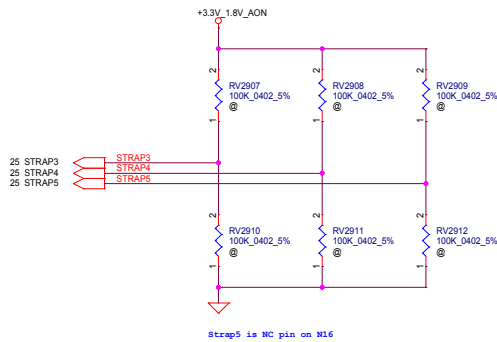 +3.3V_1.8V_AON
2
2
2
RV2907
100K_0402_5%
@
RV2908
100K_0402_5%
@
RV2909
100K_0402_5%
@
1
1
1
25 STRAP3
STRAP3
25 STRAP4
STRAP4
25 STRAP5
STRAP5
2
2
2
RV2910
100K_0402_5%
@
RV2911
100K_0402_5%
@
RV2912
100K_0402_5%
@
1
1
1
Strap5 is NC pin on N16